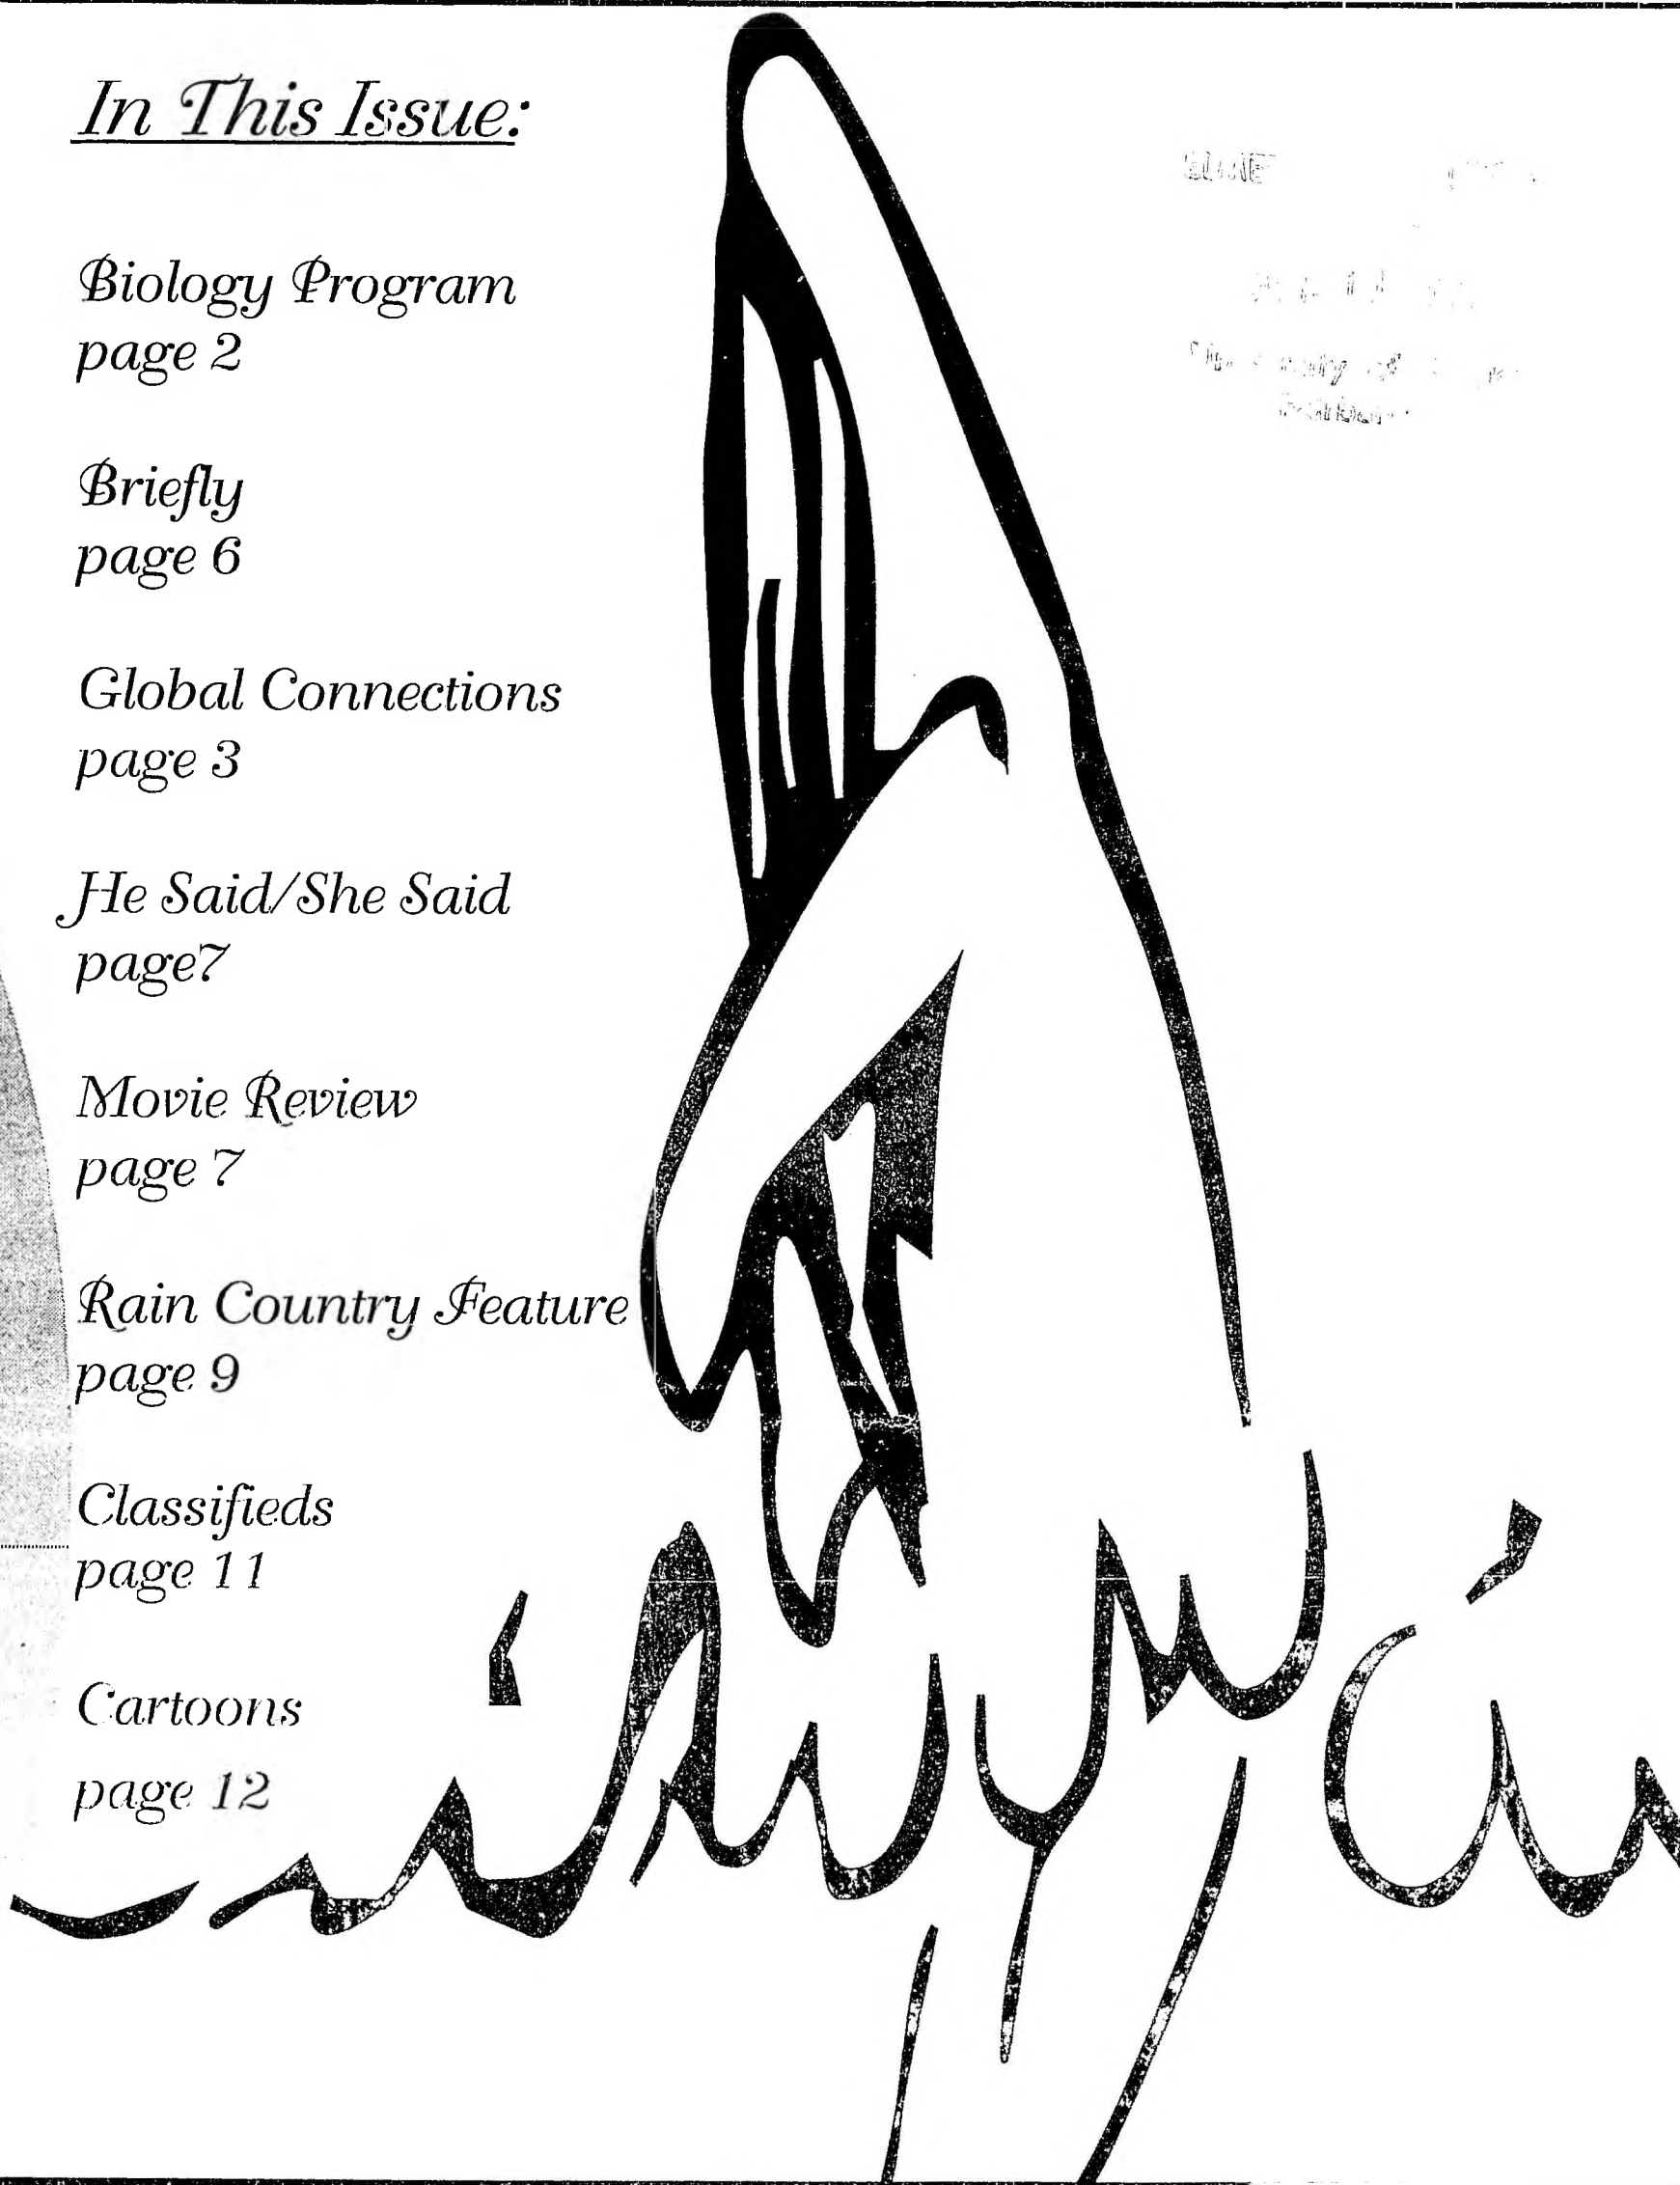 In This Issue:
Biology Program
page 2
Briefly
page 6
Global Connections
page 3
He Said/She Said
page7
Movie Review
page 7
Rain Country Feature
page 9
Classifieds
page 11
Cartoons
page 12